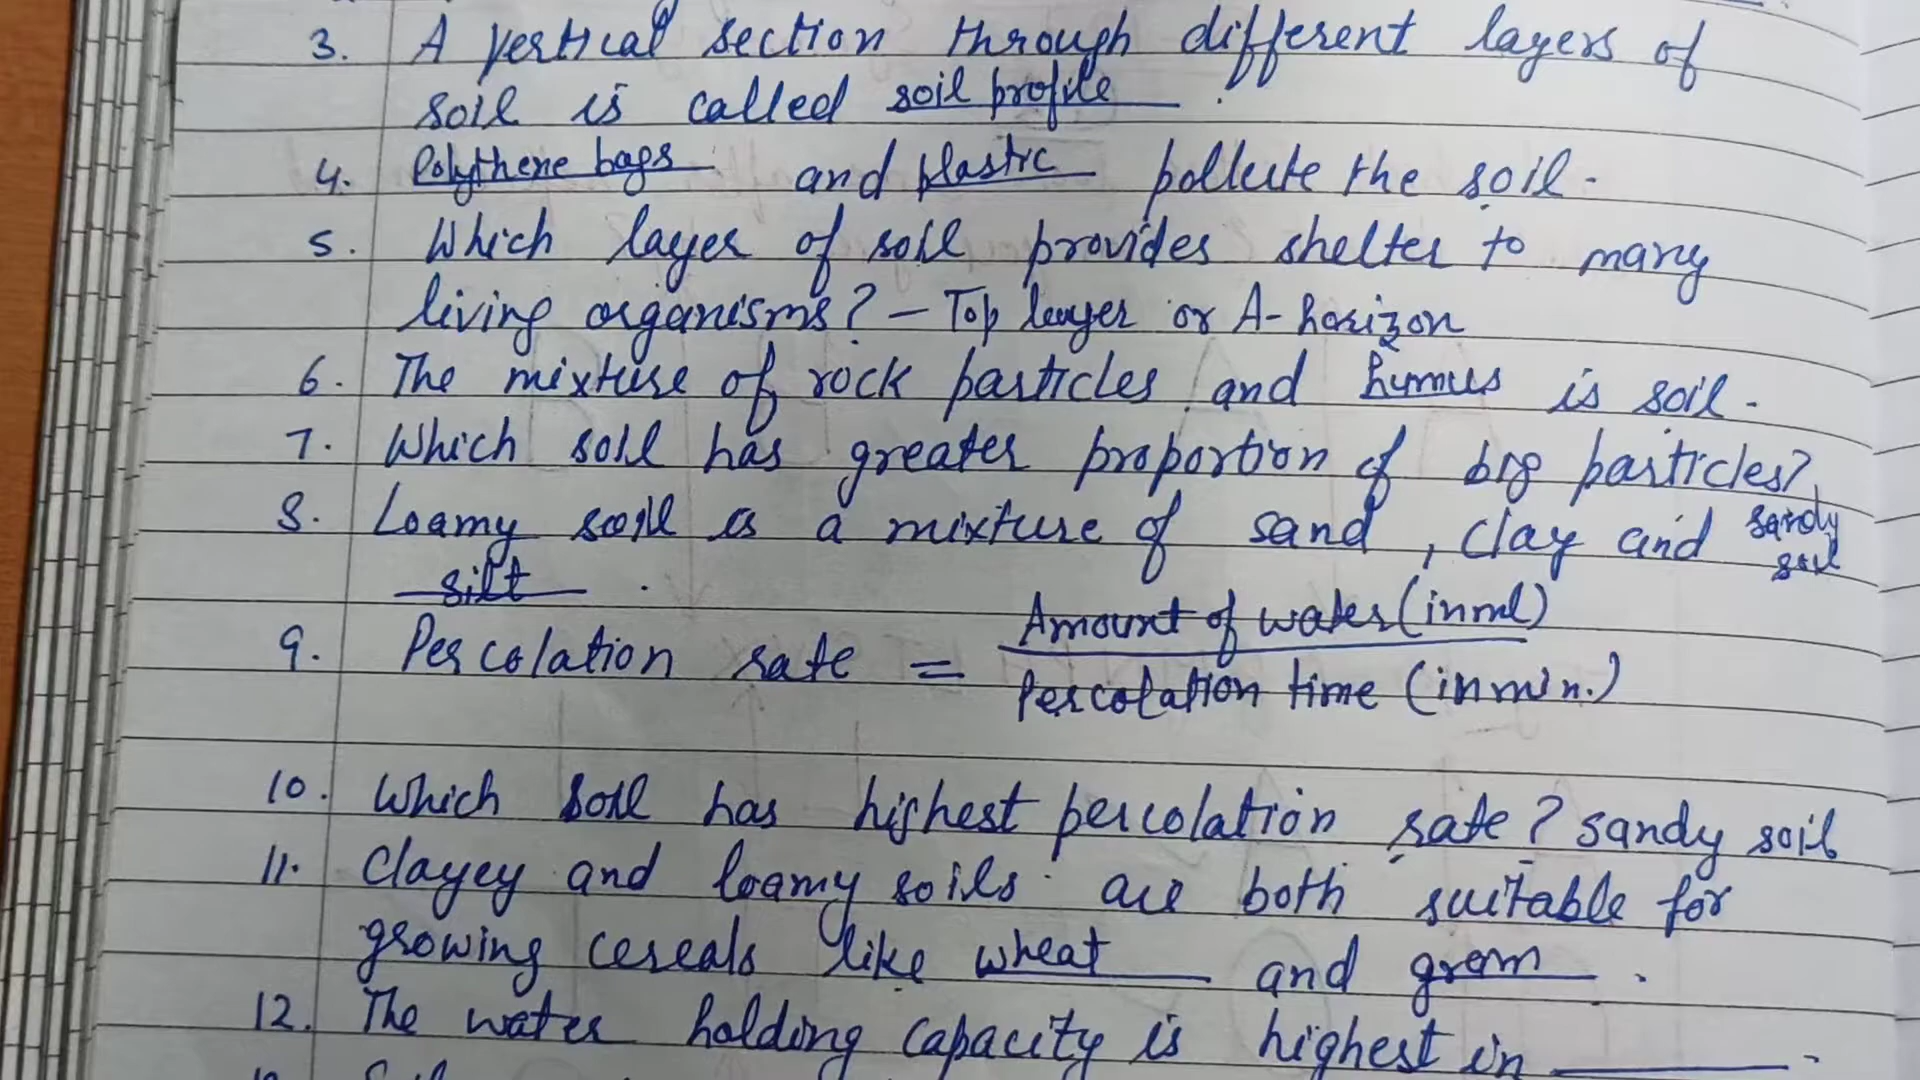 3. A vertical section through different layers of
soil is called soil profile.
4. Polythene bags and plastic pollute the soil.
5. Which layer of soil provides shelter to many
living organisms? - Top layer or A-horizon
6. The mixture of rock particles and humus is soil.
7. Which soil has greater proportion of big particles?
8. Loamy soil is a mixture of sand, clay and sandy
soil
silt.
Amount of water (in ml)
9. Percolation rate =
Percolation time (in min.)
10. Which soil has highest percolation rate? sandy soil
11. Clayey and loamy soils are both suitable for
growing cereals like wheat and gram.
12. The water holding capacity is highest in ______.